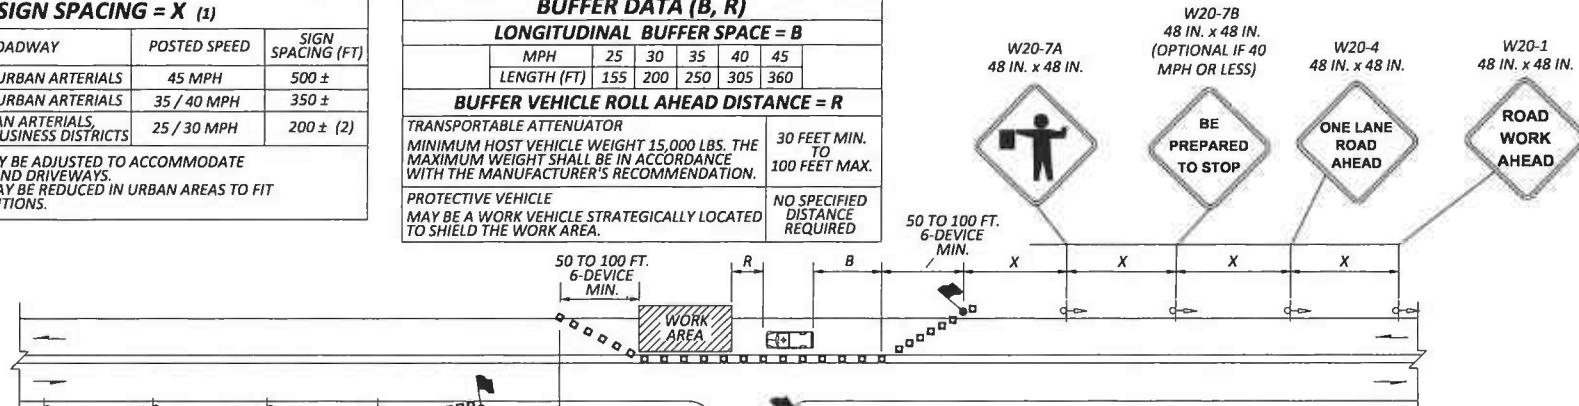 SIGN SPACING = X (1)
POSTED SPEED
SIGN
SPACING (FT)
URBAN ARTERIALS
45 MPH
500 ±
URBAN ARTERIALS
35 / 40 MPH
350 ±
ARTERIALS,
DISTRICTS
25 / 30 MPH
200 ± (2)
BE ADJUSTED TO ACCOMMODATE
DRIVEWAYS.
BE REDUCED IN URBAN AREAS TO FIT
BUFFER DATA (B, R)
LONGITUDINAL BUFFER SPACE = B
MPH 25 30 35 40 45
LENGTH (FT) 155 200 250 305 360
BUFFER VEHICLE ROLL AHEAD DISTANCE = R
TRANSPORTABLE ATTENUATOR
MINIMUM HOST VEHICLE WEIGHT 15,000 LBS. THE
MAXIMUM WEIGHT SHALL BE IN ACCORDANCE
WITH THE MANUFACTURER'S RECOMMENDATION.
30 FEET MIN.
TO
100 FEET MAX.
PROTECTIVE VEHICLE
MAY BE A WORK VEHICLE STRATEGICALLY LOCATED
TO SHIELD THE WORK AREA.
NO SPECIFIED
DISTANCE
REQUIRED
W20-7A
48 IN. x 48 IN.
W20-7B
48 IN. x 48 IN.
(OPTIONAL IF 40
MPH OR LESS)
BE
PREPARED
TO STOP
W20-4
48 IN. x 48 IN.
ONE LANE
ROAD
AHEAD
W20-1
48 IN. x 48 IN.
ROAD
WORK
AHEAD
50 TO 100 FT.
6-DEVICE
MIN.
R
B
50 TO 100 FT.
6-DEVICE
MIN.
X
X
X
X
WORK
AREA